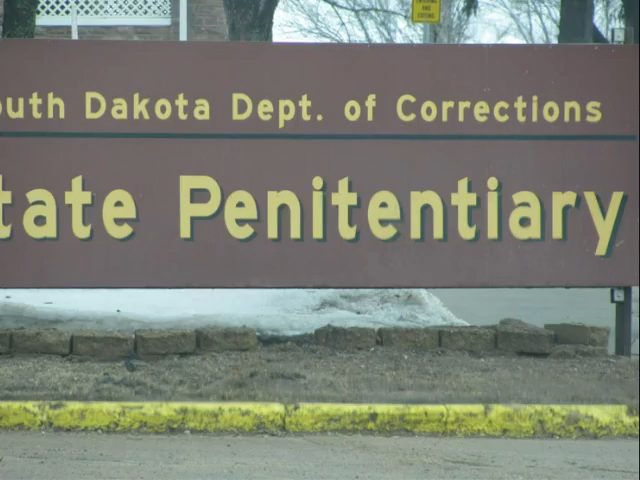 outh Dakota Dept. of Corrections
tate Penitentiary